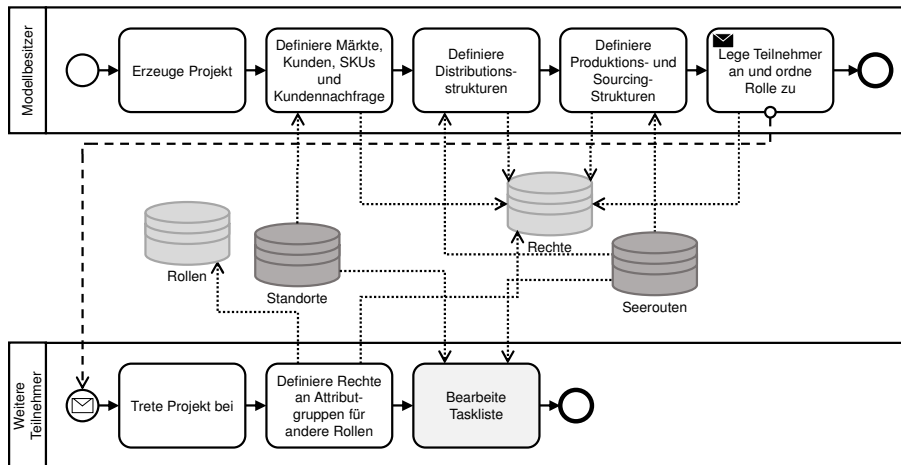 Modellbesitzer
Erzeuge Projekt
Definiere Märkte,
Kunden, SKUs
und
Kundennachfrage
Definiere
Distributions-
strukturen
Definiere
Produktions- und
Sourcing-
Strukturen
Lege Teilnehmer
an und ordne
Rolle zu
Rollen
Standorte
Rechte
Seerouten
Weitere
Teilnehmer
Trete Projekt bei
Definiere Rechte
an Attribut-
gruppen für
andere Rollen
Bearbeite
Taskliste